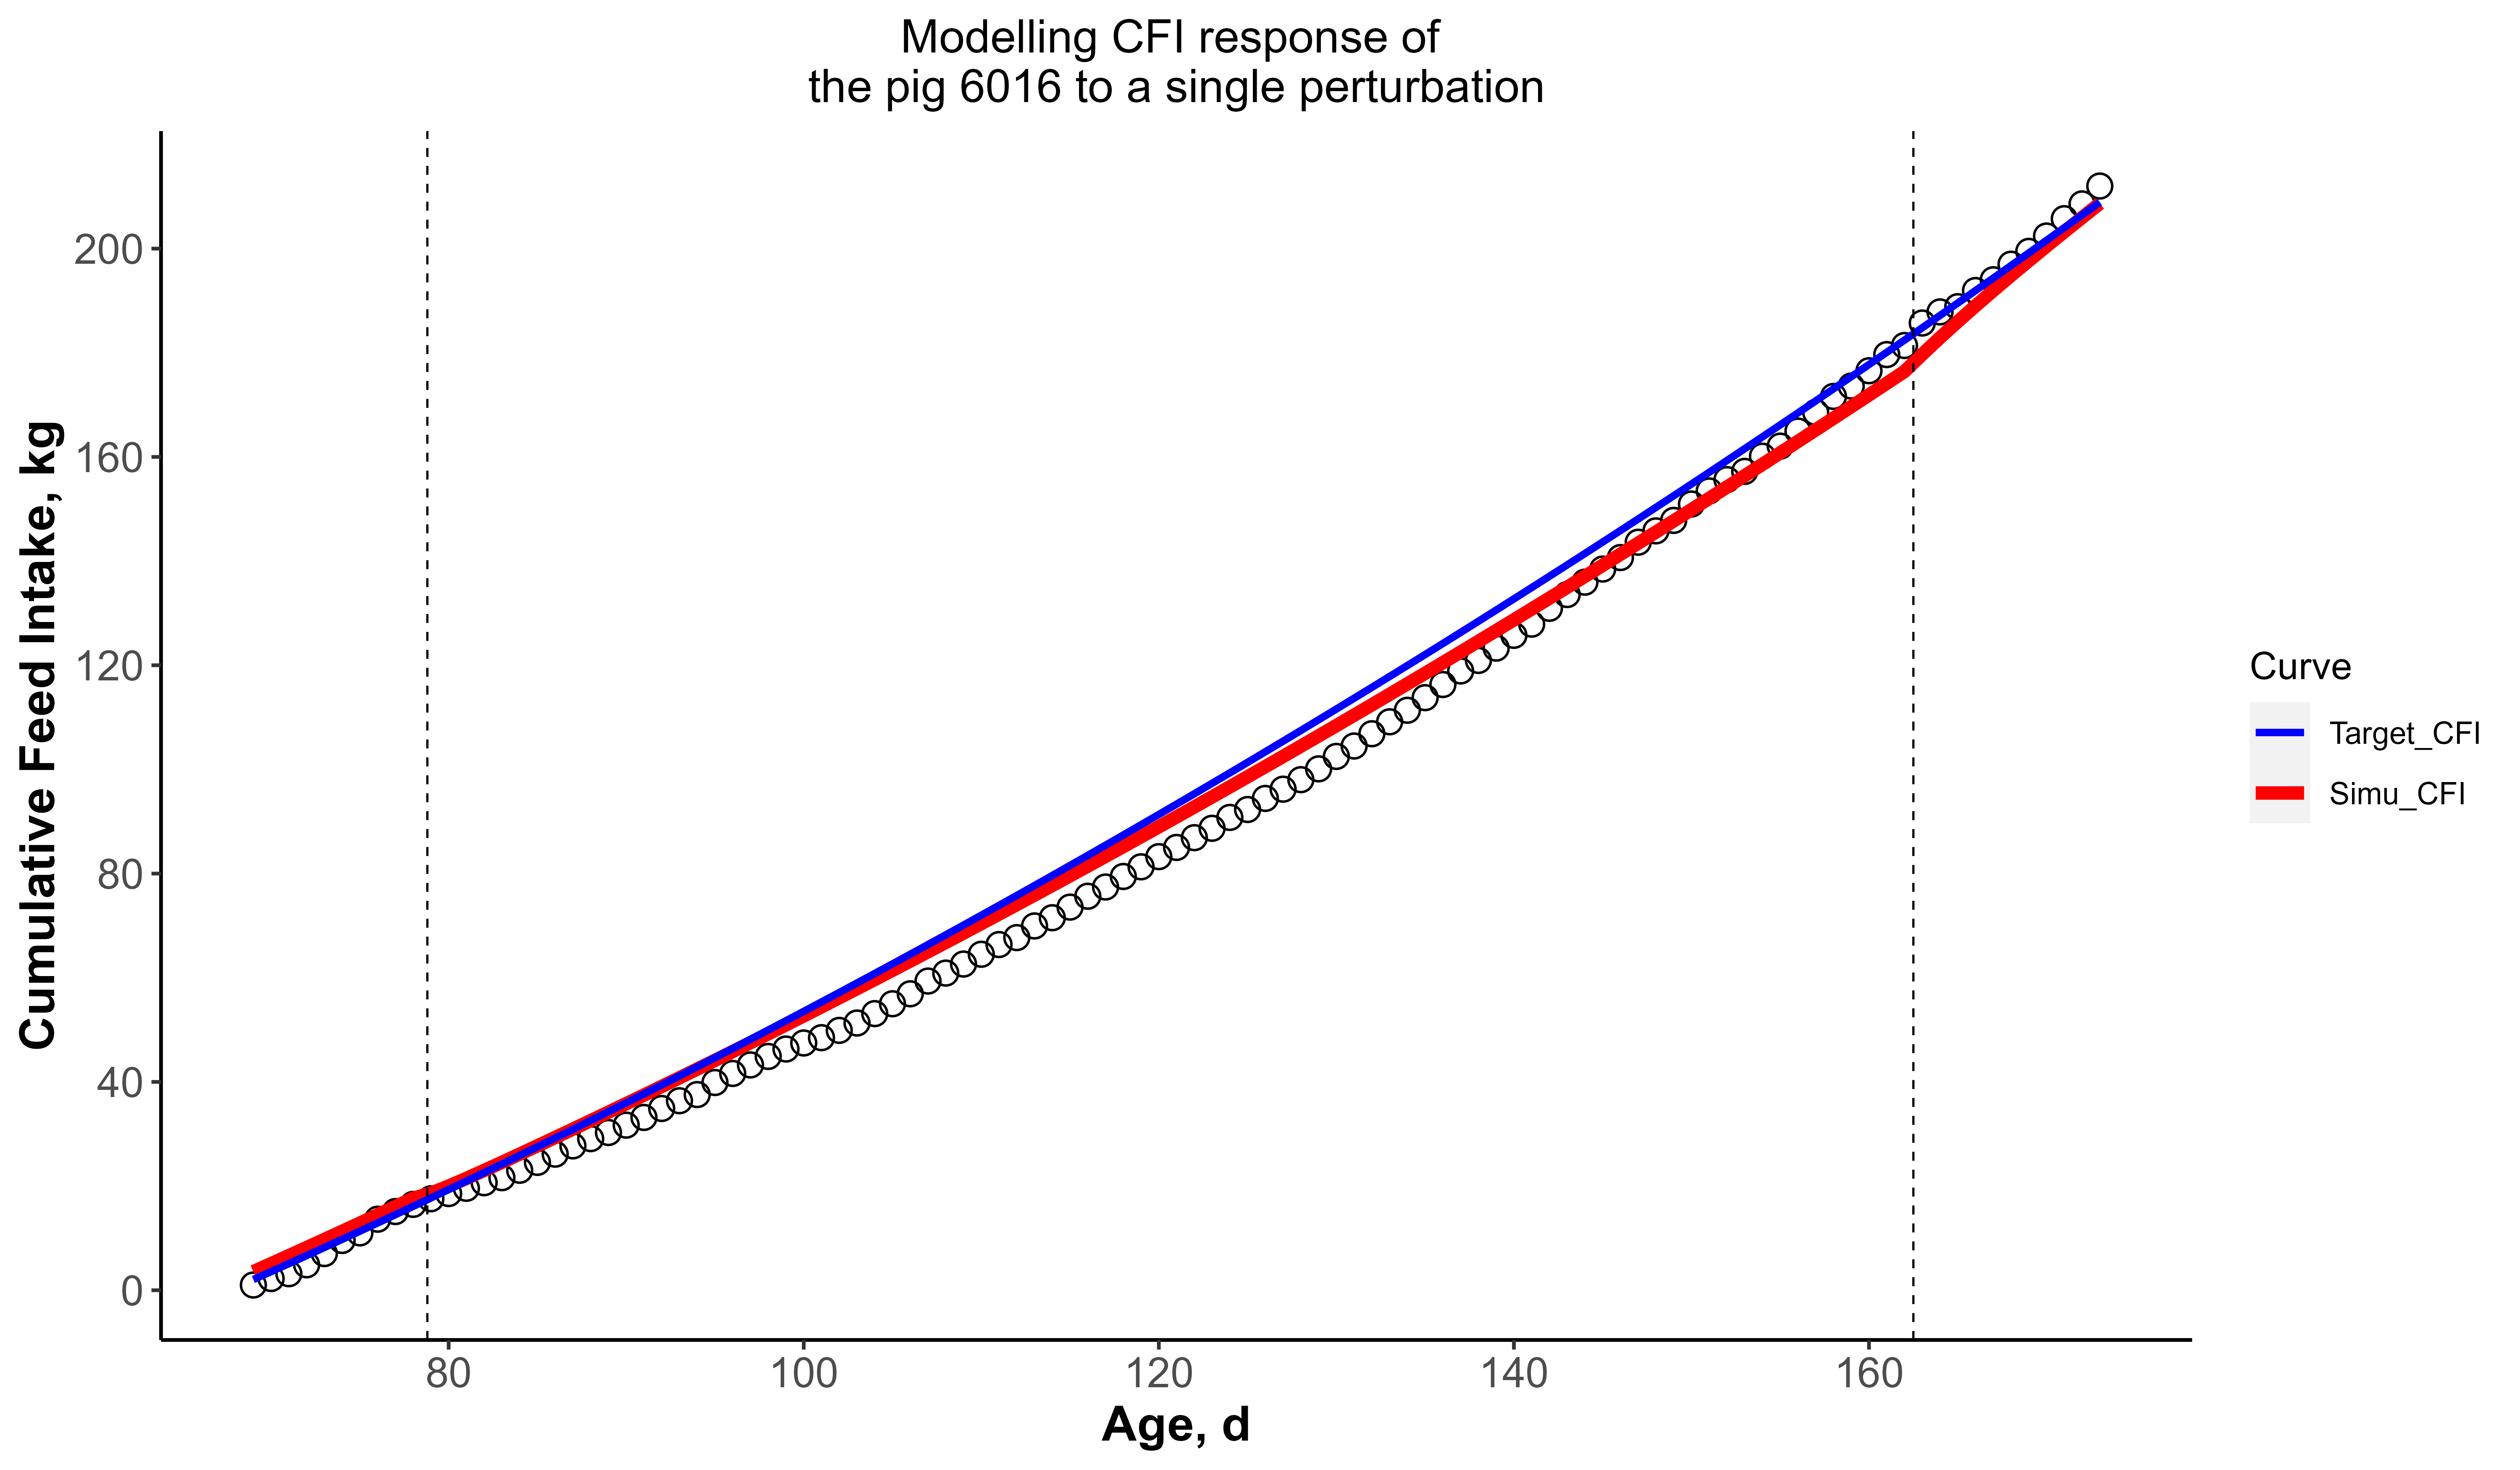 Modelling CFI response of
the pig 6016 to a single perturbation
Cumulative Feed Intake, kg
200
160
120
80
40
0
80
100
120
140
160
Age, d
Curve
Target_CFI
Simu_CFI